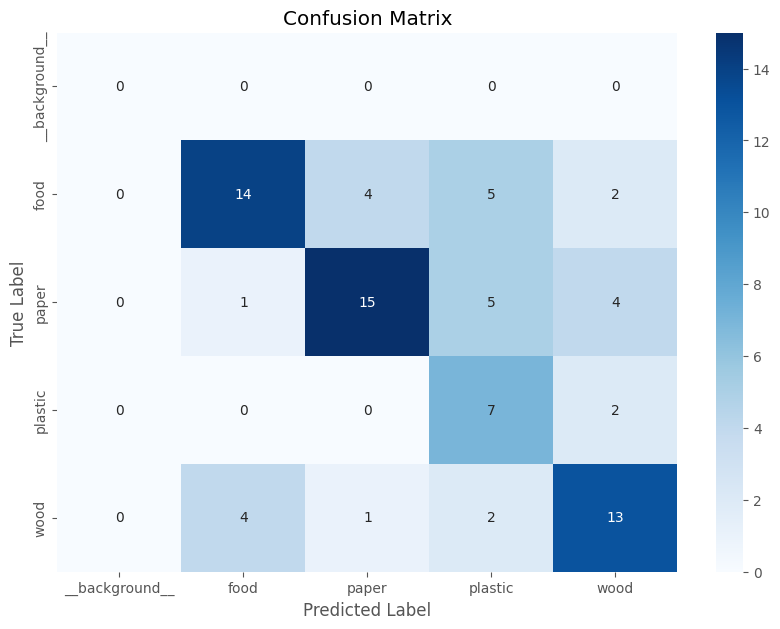 Confusion Matrix
True Label
__background__ 0 0 0 0 0
food 0 14 4 5 2
paper 0 1 15 5 4
plastic 0 0 0 7 2
wood 0 4 1 2 13
__background__ food paper plastic wood
Predicted Label
14
12
10
8
6
4
2
0